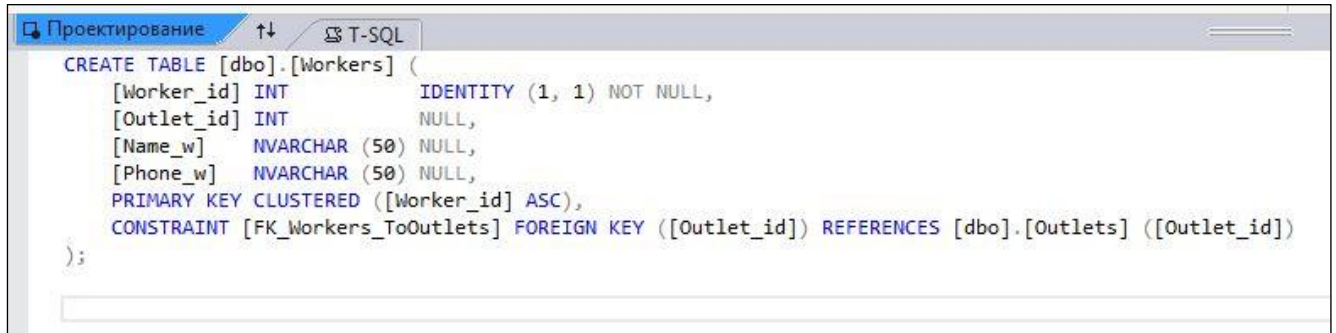 Проектирование T-SQL
CREATE TABLE [dbo].[Workers] (
[Worker_id] INT IDENTITY (1, 1) NOT NULL,
[Outlet_id] INT NULL,
[Name_w] NVARCHAR (50) NULL,
[Phone_w] NVARCHAR (50) NULL,
PRIMARY KEY CLUSTERED ([Worker_id] ASC),
CONSTRAINT [FK_Workers_ToOutlets] FOREIGN KEY ([Outlet_id]) REFERENCES [dbo].[Outlets] ([Outlet_id])
);